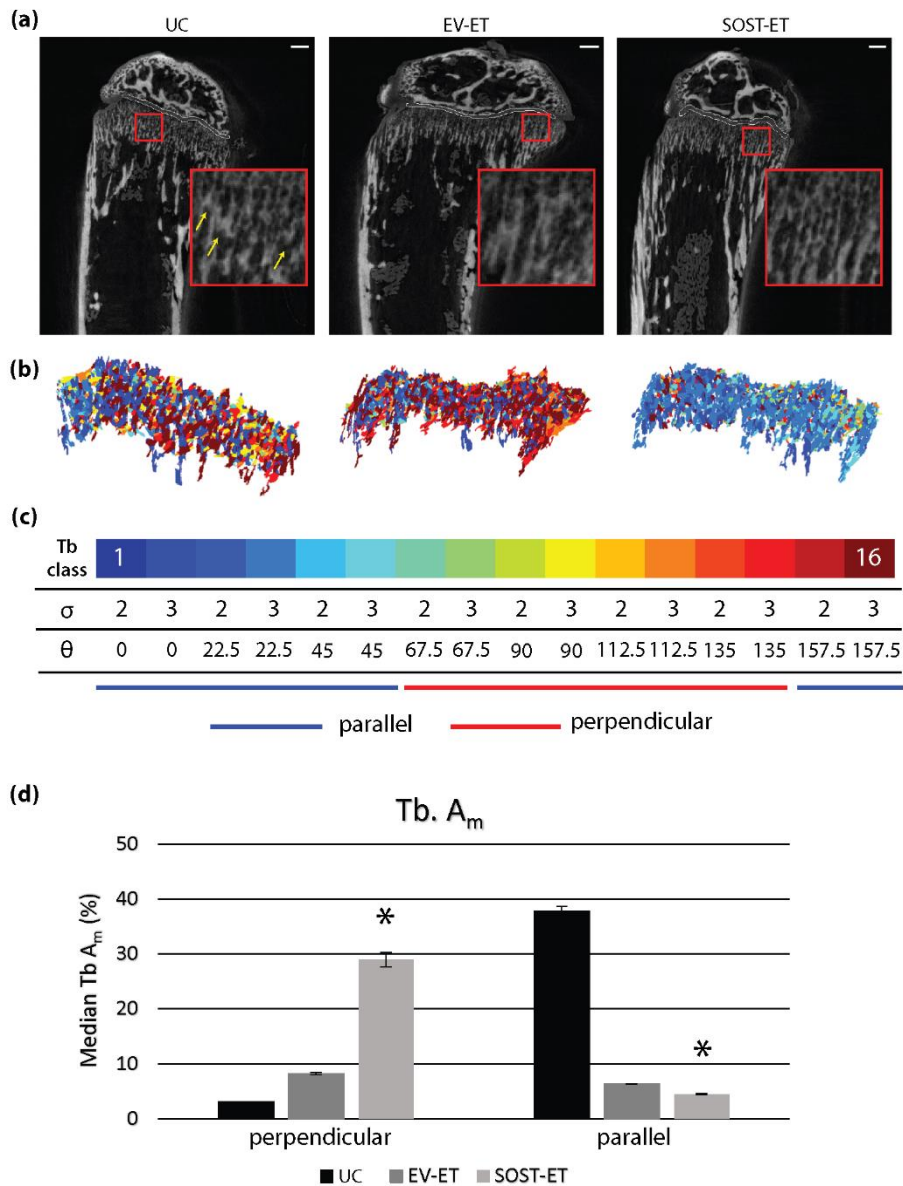 (a)
UC EV-ET SOST-ET
(b)
(c)
Tb class 1 16
σ 2 3 2 3 2 3 2 3 2 3 2 3 2 3 2 3
θ 0 0 22.5 22.5 45 45 67.5 67.5 90 90 112.5 112.5 135 135 157.5 157.5
parallel perpendicular
(d)
Tb. Aₘ
Median Tb Aₘ (%)
50
40
*
30
20
*
10
0
perpendicular parallel
UC EV-ET SOST-ET